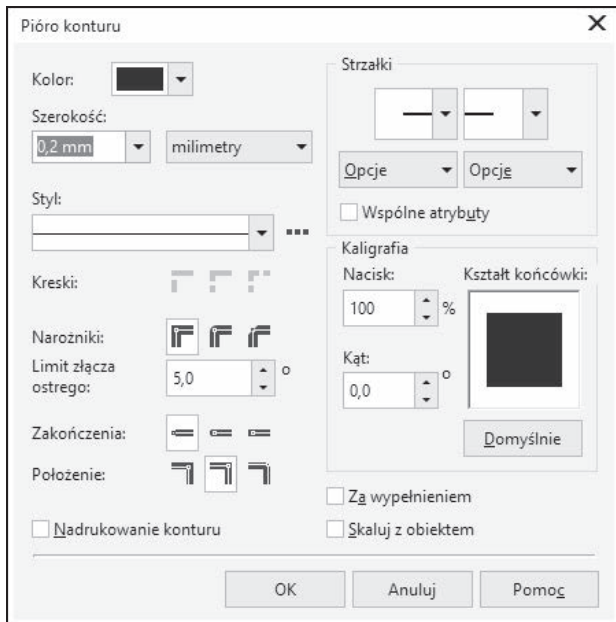 Pióro konturu
Kolor:
Szerokość:
0,2 mm
milimetry
Styl:
Kreski:
Narożniki:
Limit złącza
ostrego:
5,0
o
Zakończenia:
Położenie:
Nadrukowanie konturu
Strzałki
Opcje
Opcje
Wspólne atrybuty
Kaligrafia
Nacisk:
100
%
Kąt:
0,0
o
Kształt końcówki:
Domyślnie
Za wypełnieniem
Skaluj z obiektem
OK
Anuluj
Pomoc